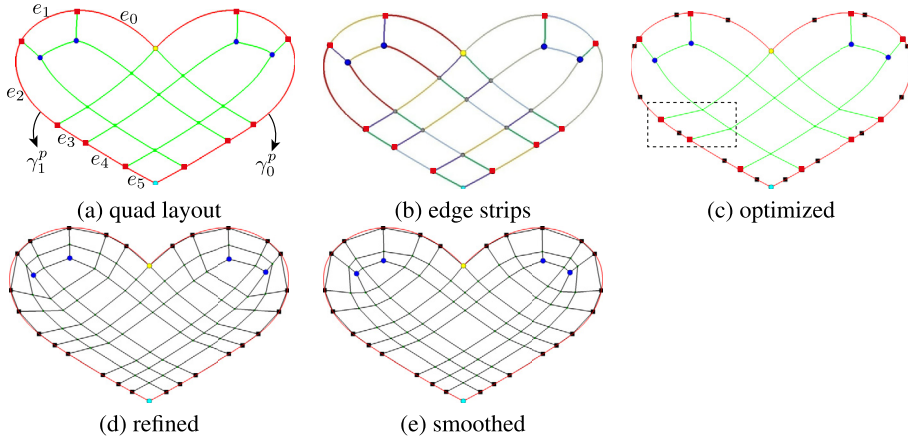 e₁ e₀
e₂
e₃
e₄
e₅
γ₁ᵖ γ₀ᵖ
(a) quad layout (b) edge strips (c) optimized
(d) refined (e) smoothed